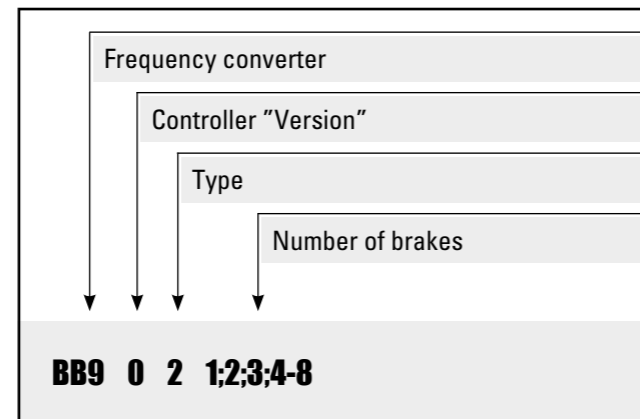 Frequency converter
Controller ”Version”
Type
Number of brakes
BB9 0 2 1;2;3;4-8